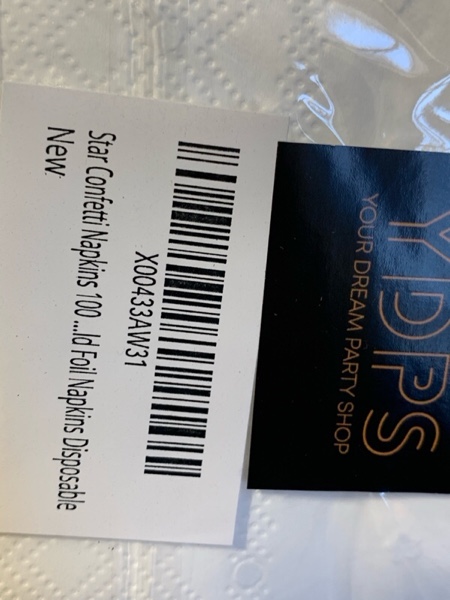 YDPS
YOUR DREAM PARTY SHOP
X00433AW31
Star Confetti Napkins 100 ...ld Foil Napkins Disposable
New